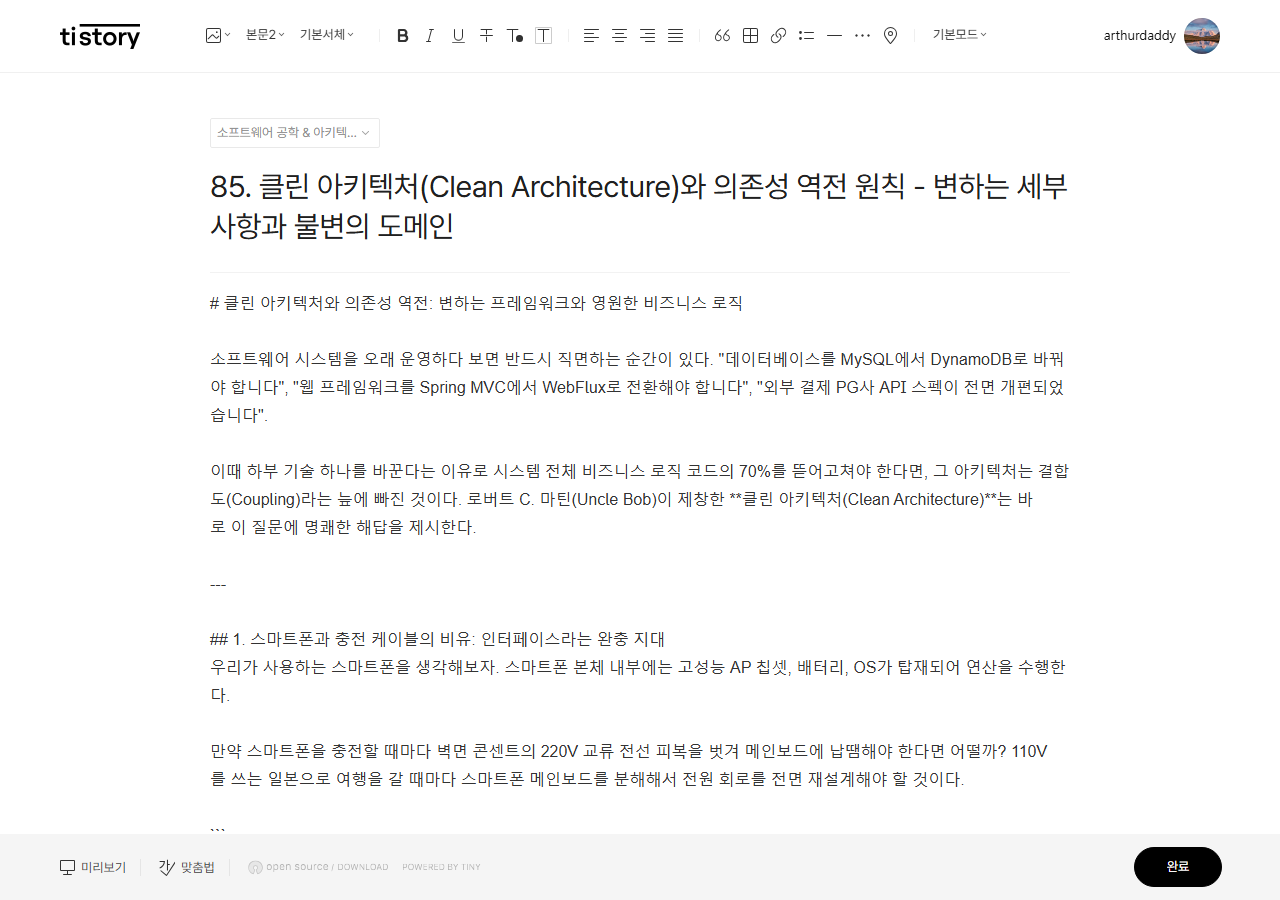 tistory
본문2
기본서체
B I U T T T
66
기본모드
arthurdaddy
소프트웨어 공학 & 아키텍...
85. 클린 아키텍처(Clean Architecture)와 의존성 역전 원칙 - 변하는 세부
사항과 불변의 도메인
# 클린 아키텍처와 의존성 역전: 변하는 프레임워크와 영원한 비즈니스 로직
소프트웨어 시스템을 오래 운영하다 보면 반드시 직면하는 순간이 있다. "데이터베이스를 MySQL에서 DynamoDB로 바꿔
야 합니다", "웹 프레임워크를 Spring MVC에서 WebFlux로 전환해야 합니다", "외부 결제 PG사 API 스펙이 전면 개편되었
습니다".
이때 하부 기술 하나를 바꾼다는 이유로 시스템 전체 비즈니스 로직 코드의 70%를 뜯어고쳐야 한다면, 그 아키텍처는 결합
도(Coupling)라는 늪에 빠진 것이다. 로버트 C. 마틴(Uncle Bob)이 제창한 **클린 아키텍처(Clean Architecture)**는 바
로 이 질문에 명쾌한 해답을 제시한다.
---
## 1. 스마트폰과 충전 케이블의 비유: 인터페이스라는 완충 지대
우리가 사용하는 스마트폰을 생각해보자. 스마트폰 본체 내부에는 고성능 AP 칩셋, 배터리, OS가 탑재되어 연산을 수행한
다.
만약 스마트폰을 충전할 때마다 벽면 콘센트의 220V 교류 전선 피복을 벗겨 메인보드에 납땜해야 한다면 어떨까? 110V
를 쓰는 일본으로 여행을 갈 때마다 스마트폰 메인보드를 분해해서 전원 회로를 전면 재설계해야 할 것이다.
```
미리보기
맞춤법
open source / DOWNLOAD
POWERED BY TINY
완료